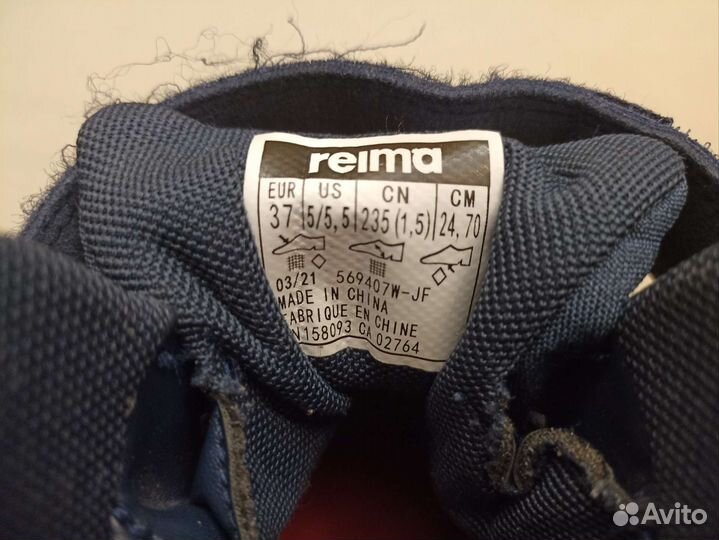 reima
EUR US CN CM
37 5/5,5 235(1,5) 24,70
03/21 569407W-JF
MADE IN CHINA
FABRIQUE EN CHINE
N158093 CA 02764
Avito